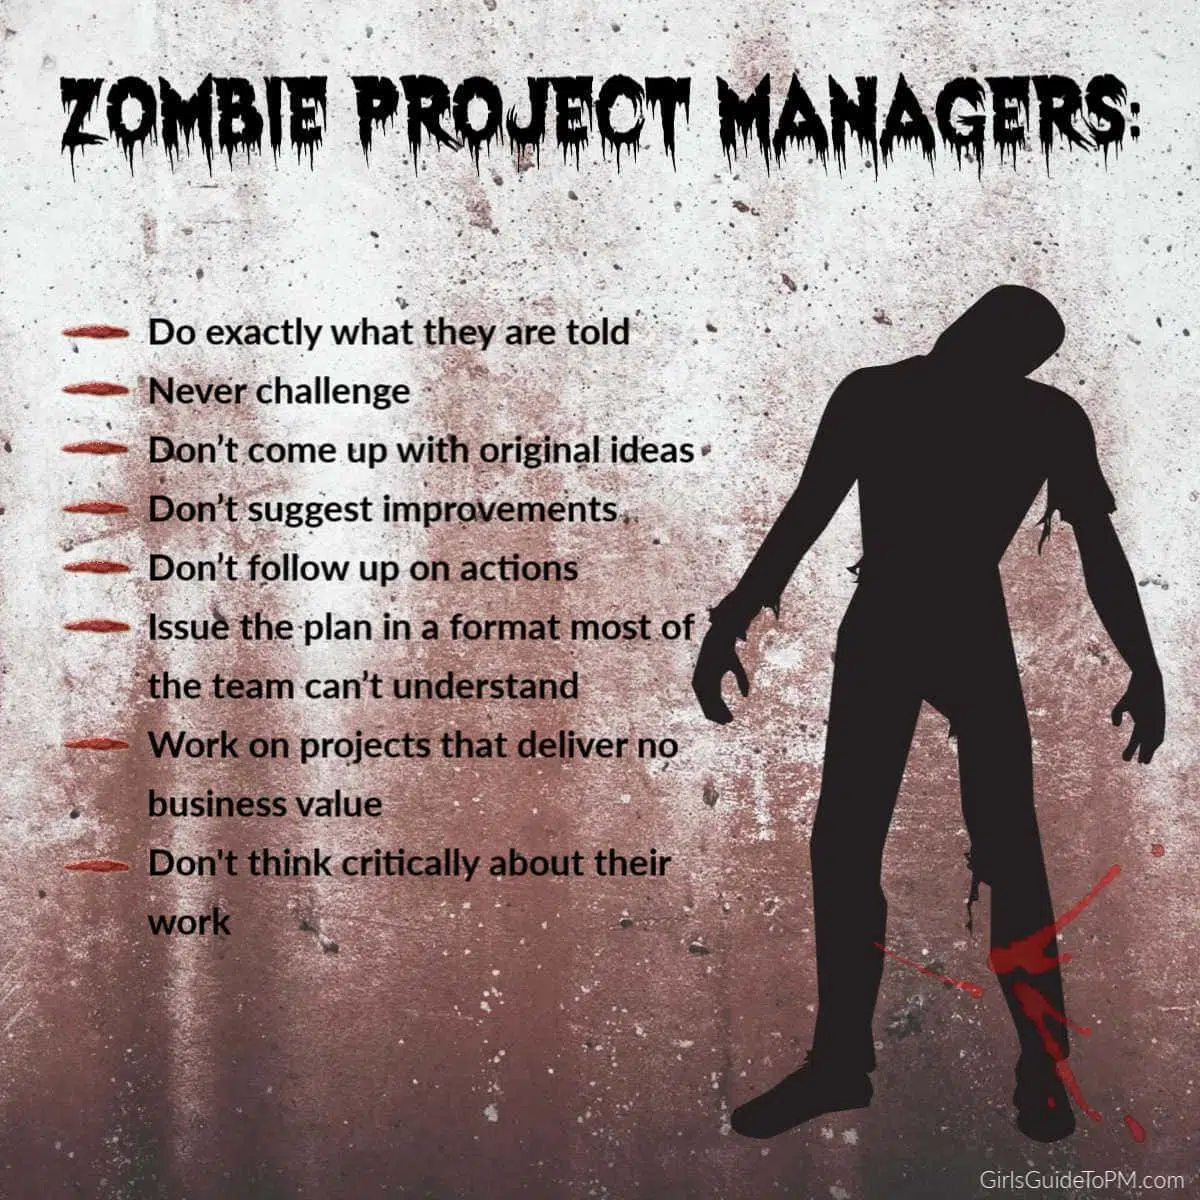 ZOMBIE PROJECT MANAGERS:
Do exactly what they are told
Never challenge
Don’t come up with original ideas
Don’t suggest improvements
Don’t follow up on actions
Issue the plan in a format most of
the team can’t understand
Work on projects that deliver no
business value
Don't think critically about their
work
GirlsGuideToPM.com